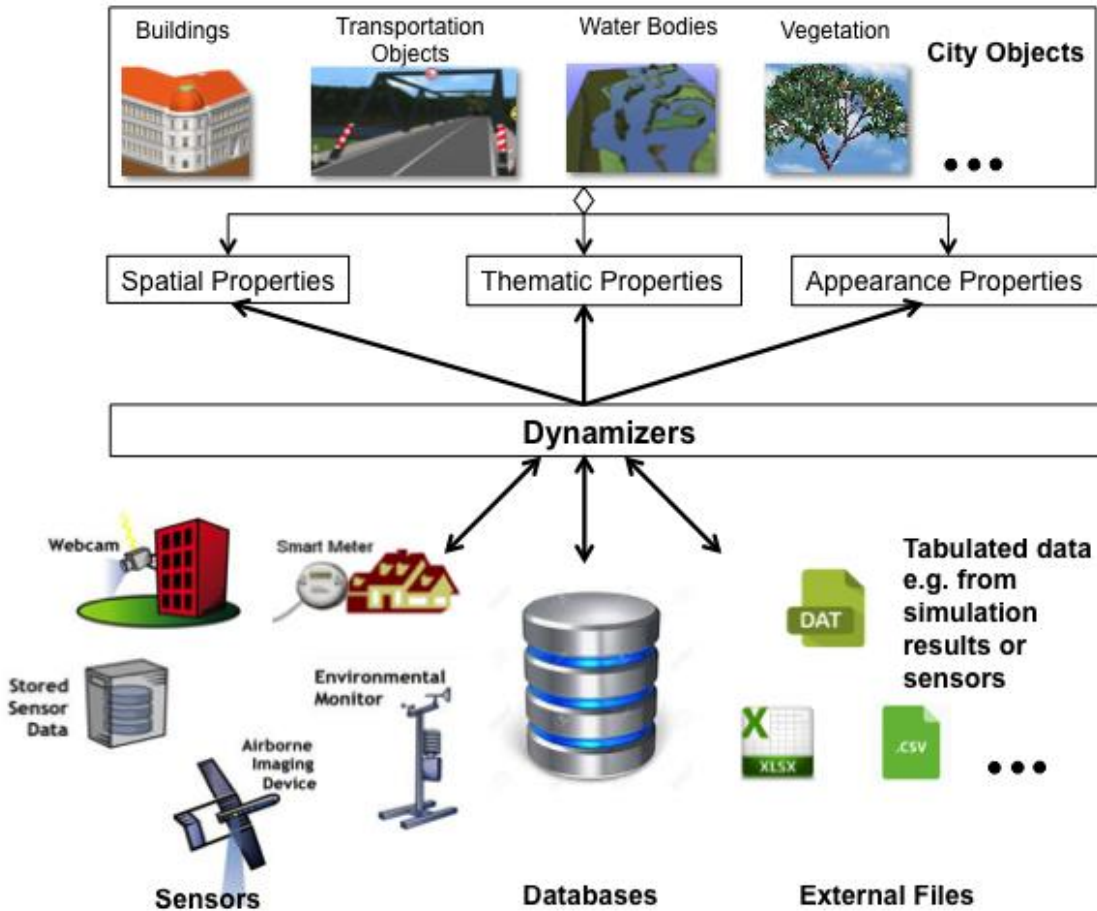 Buildings
Transportation
Objects
Water Bodies
Vegetation
City Objects
Spatial Properties
Thematic Properties
Appearance Properties
Dynamizers
Webcam
Smart Meter
Stored
Sensor
Data
Environmental
Monitor
Airborne
Imaging
Device
Sensors
Databases
DAT
Tabulated data
e.g. from
simulation
results or
sensors
X
XLSX
.CSV
External Files